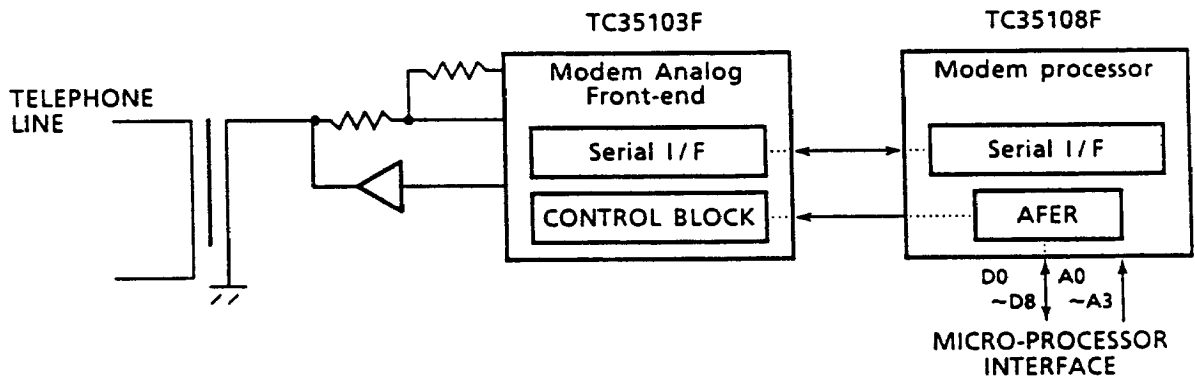 TC35103F
TC35108F
TELEPHONE
LINE
Modem Analog
Front-end
Modem processor
Serial I/F
Serial I/F
CONTROL BLOCK
AFER
D0
~D8
A0
~A3
MICRO-PROCESSOR
INTERFACE